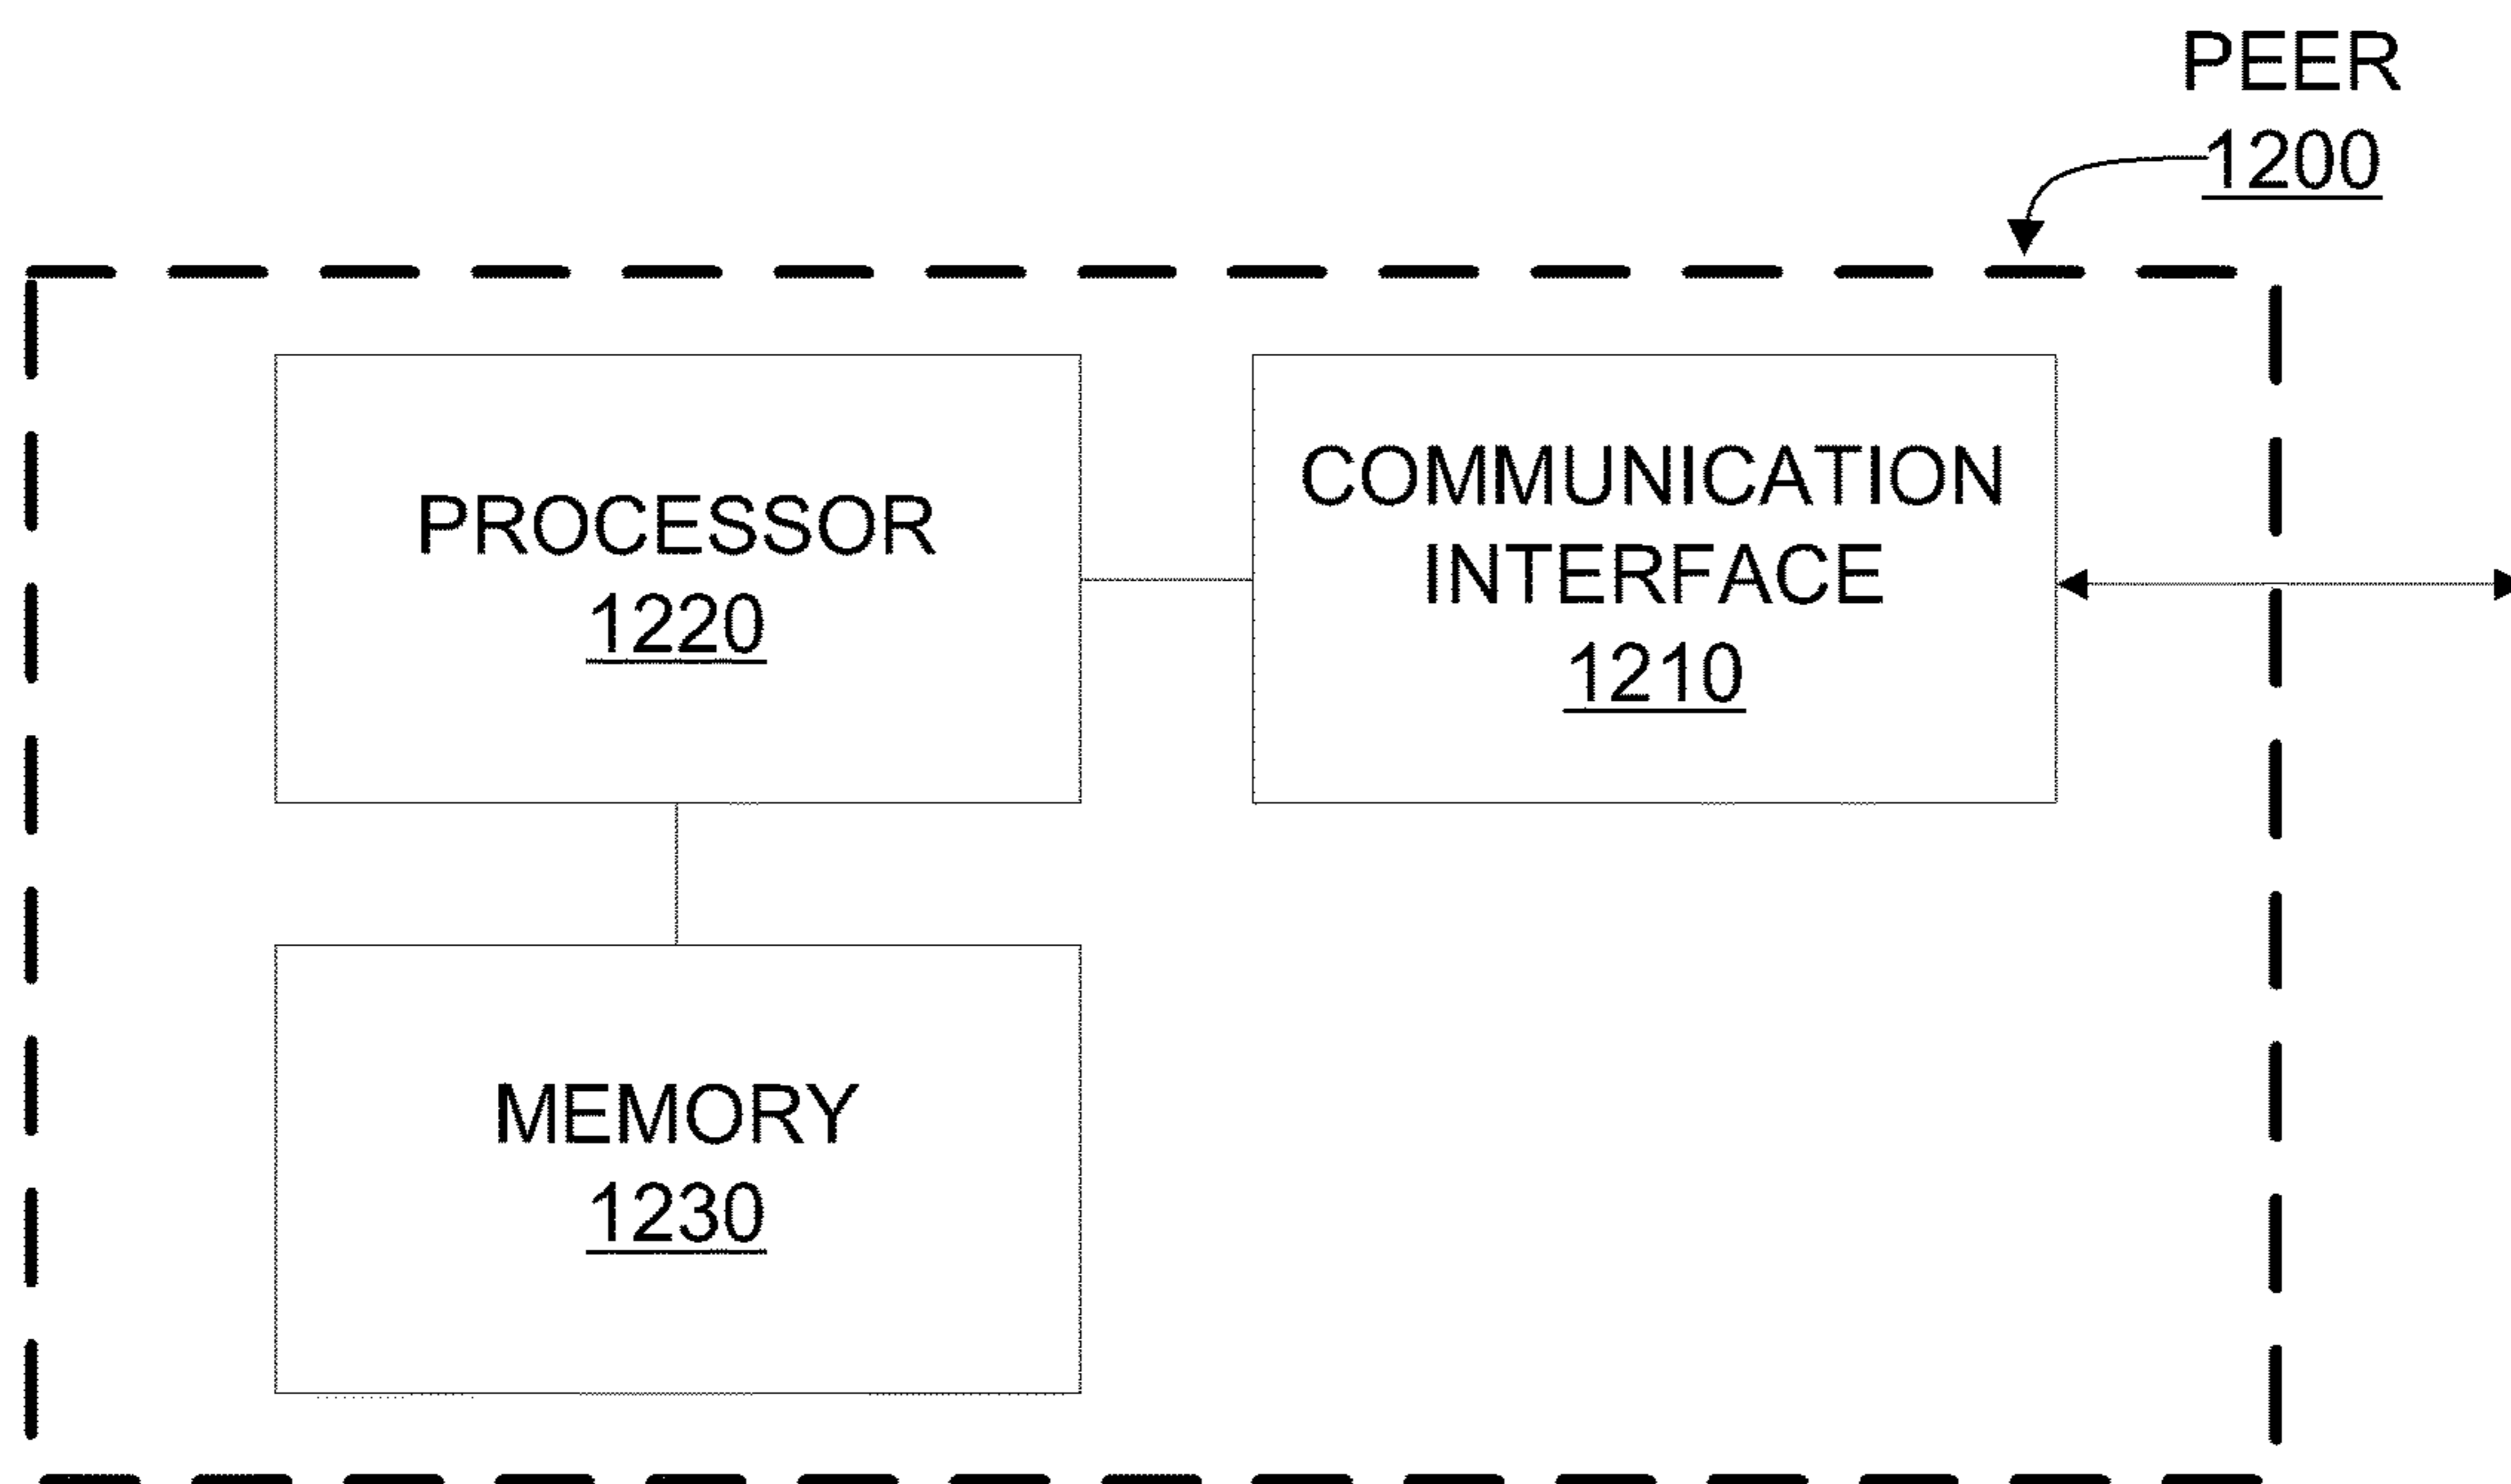 PEER
1200
PROCESSOR
1220
COMMUNICATION
INTERFACE
1210
MEMORY
1230